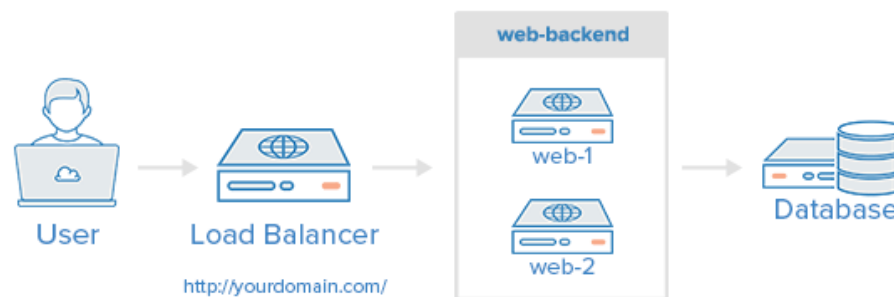 web-backend
web-1
web-2
User
Load Balancer
Database
http://yourdomain.com/